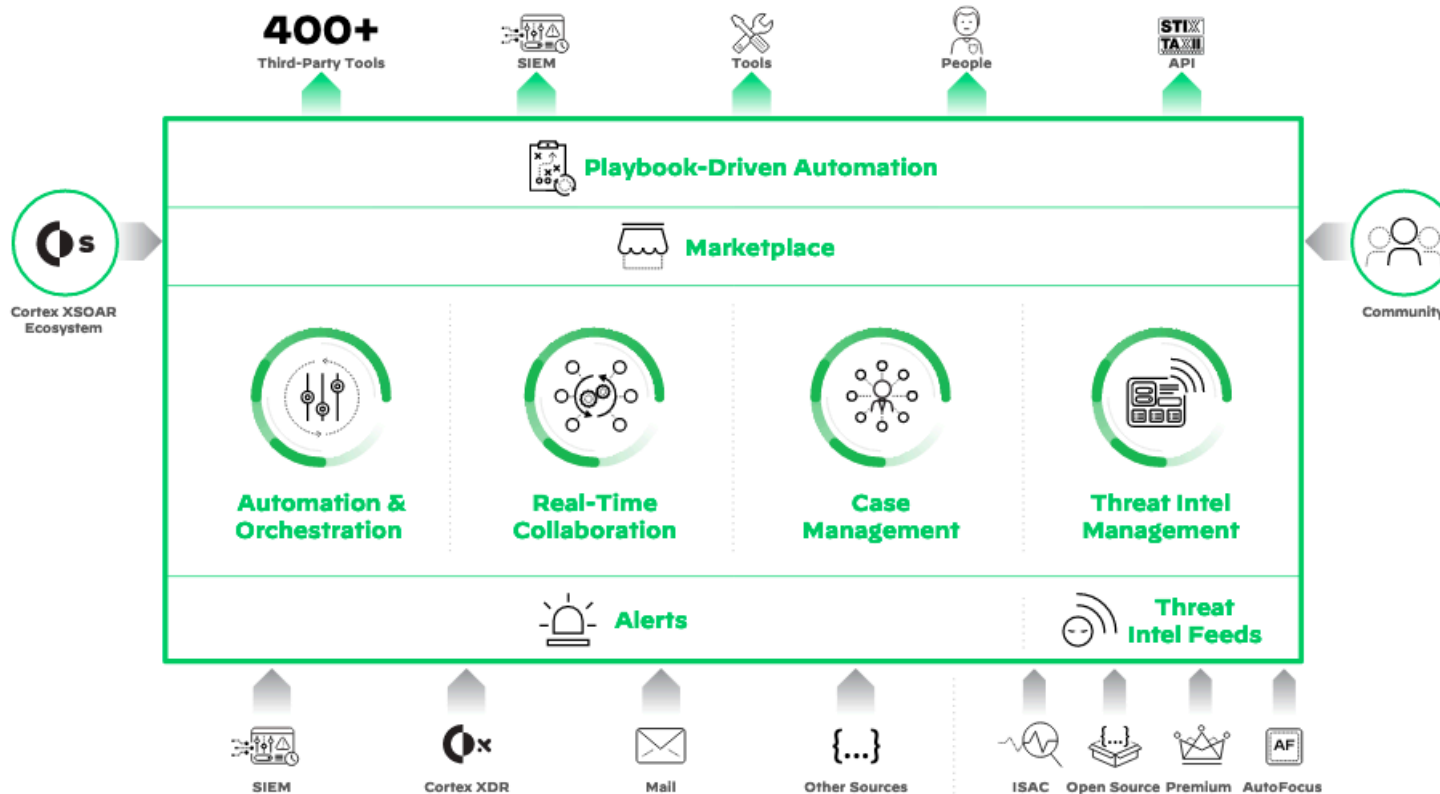 400+
Third-Party Tools
SIEM
Tools
People
STIX
TAXII
API
Playbook-Driven Automation
Marketplace
S
Cortex XSOAR
Ecosystem
Community
Automation &
Orchestration
Real-Time
Collaboration
Case
Management
Threat Intel
Management
Alerts
Threat
Intel Feeds
SIEM
X
Cortex XDR
Mail
{...}
Other Sources
ISAC
{...}
Open Source
Premium
AF
AutoFocus